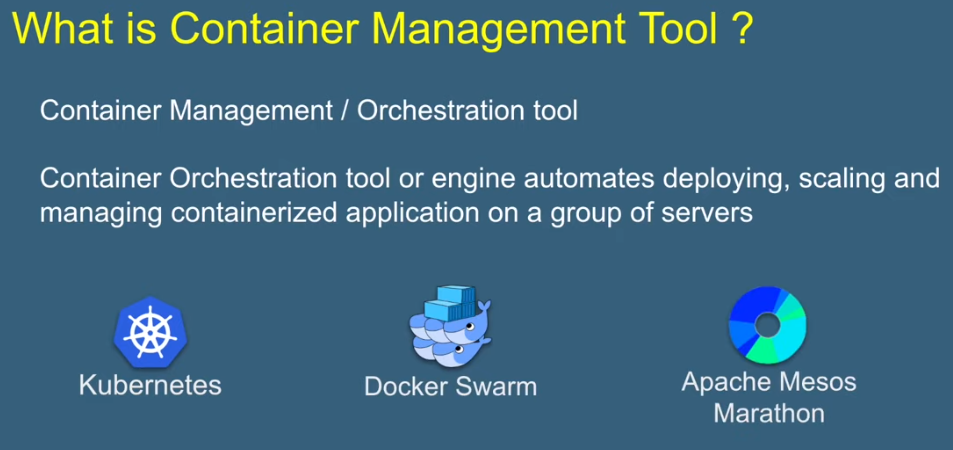 What is Container Management Tool ?
Container Management / Orchestration tool
Container Orchestration tool or engine automates deploying, scaling and
managing containerized application on a group of servers
Kubernetes
Docker Swarm
Apache Mesos
Marathon